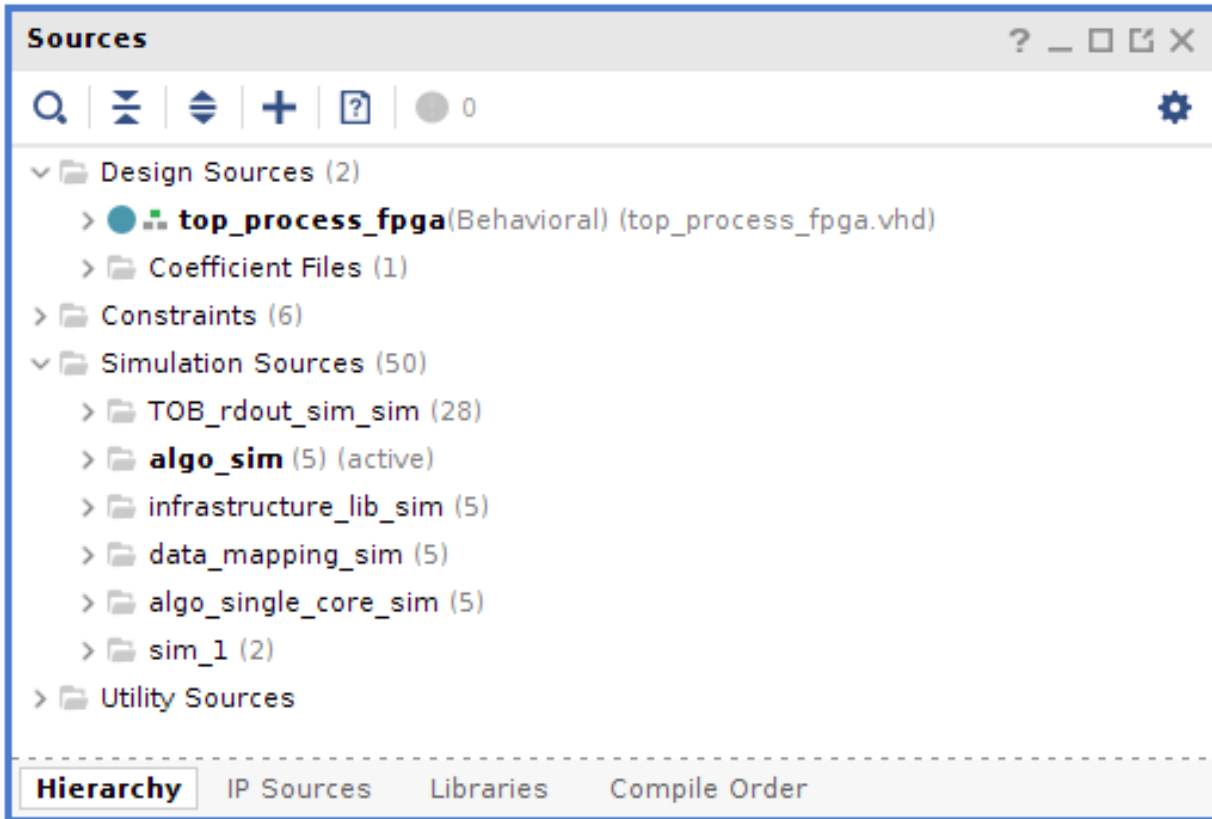 Sources
0
Design Sources (2)
top_process_fpga(Behavioral) (top_process_fpga.vhd)
Coefficient Files (1)
Constraints (6)
Simulation Sources (50)
TOB_rdout_sim_sim (28)
algo_sim (5) (active)
infrastructure_lib_sim (5)
data_mapping_sim (5)
algo_single_core_sim (5)
sim_1 (2)
Utility Sources
Hierarchy IP Sources Libraries Compile Order